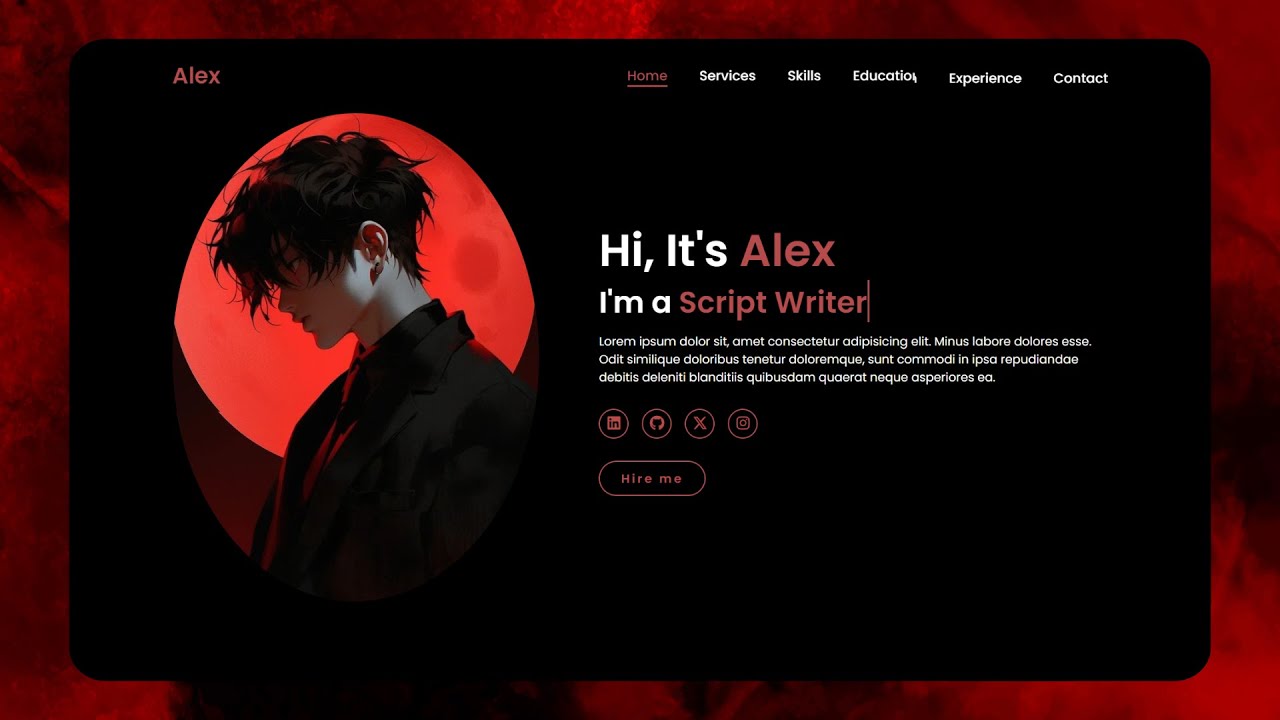 Alex
Home Services Skills Education Experience Contact
Hi, It's Alex
I'm a Script Writer
Lorem ipsum dolor sit, amet consectetur adipisicing elit. Minus labore dolores esse.
Odit similique doloribus tenetur doloremque, sunt commodi in ipsa repudiandae
debitis deleniti blanditiis quibusdam quaerat neque asperiores ea.
Hire me